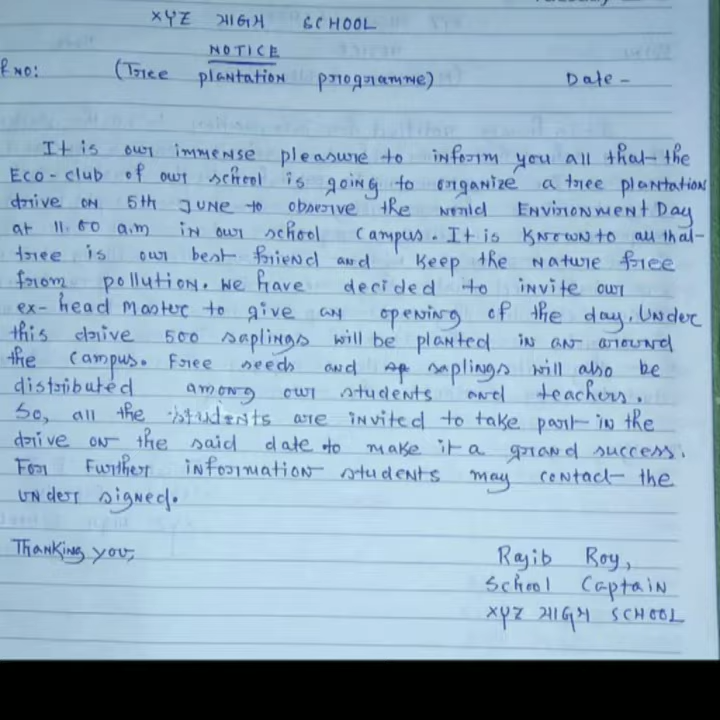 XYZ HIGH SCHOOL
NOTICE
(Tree plantation programme) Date -
It is our immense pleasure to inform you all that the
Eco-club of our school is going to organize a tree plantation
drive on 5th June to observe the world Environment Day
at 11.00 a.m in our school campus. It is known to all that
tree is our best friend and keep the nature free
from pollution. We have decided to invite our
ex-head master to give an opening of the day. Under
this drive 500 saplings will be planted in an around
the campus. Free seeds and saplings will also be
distributed among our students and teachers.
So, all the students are invited to take part in the
drive on the said date to make it a grand success.
For Further information students may contact the
under signed.
Thanking you, Rajib Roy,
School Captain
XYZ HIGH SCHOOL